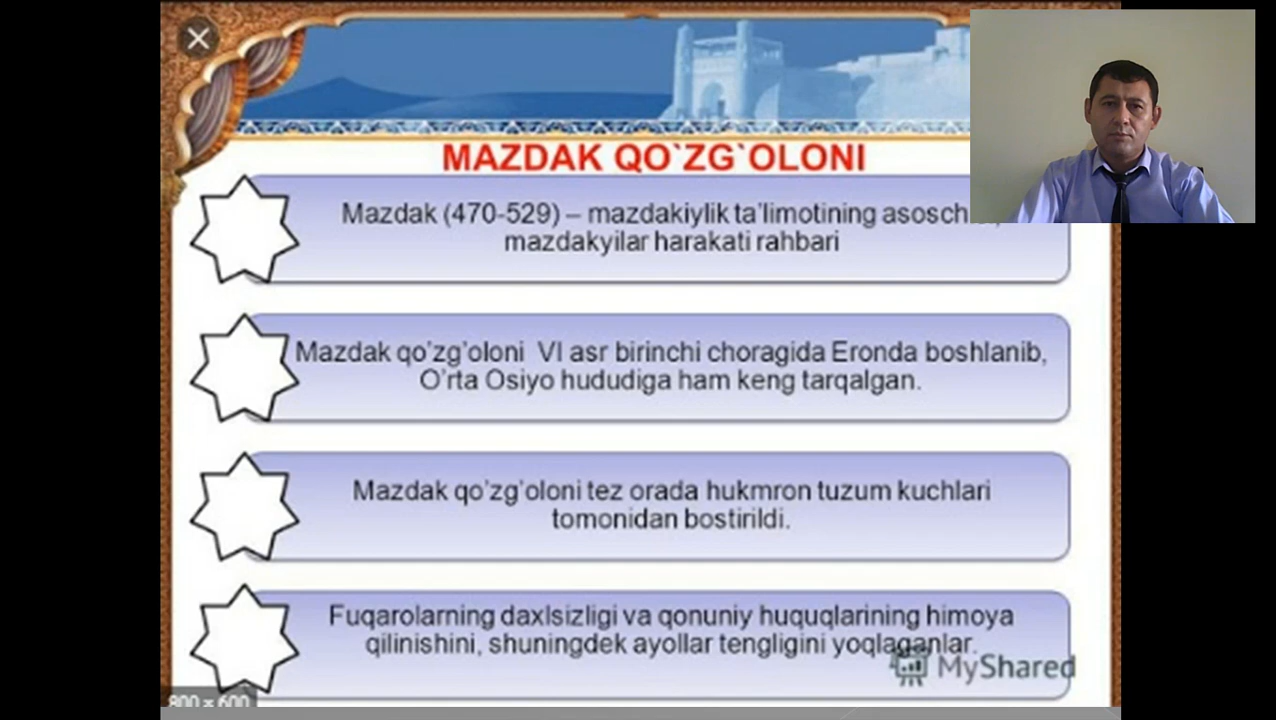 MAZDAK QO`ZG`OLONI
Mazdak (470-529) – mazdakiylik ta’limotining
mazdakyilar harakati rahbari
Mazdak qo’zg’oloni VI asr birinchi choragida Eronda boshlanib,
O’rta Osiyo hududiga ham keng tarqalgan.
Mazdak qo’zg’oloni tez orada hukmron tuzum kuchlari
tomonidan bostirildi.
Fuqarolarning daxlsizligi va qonuniy huquqlarining himoya
qilinishini, shuningdek ayollar tengligini yoqlaganlar.
MyShared
800 × 600